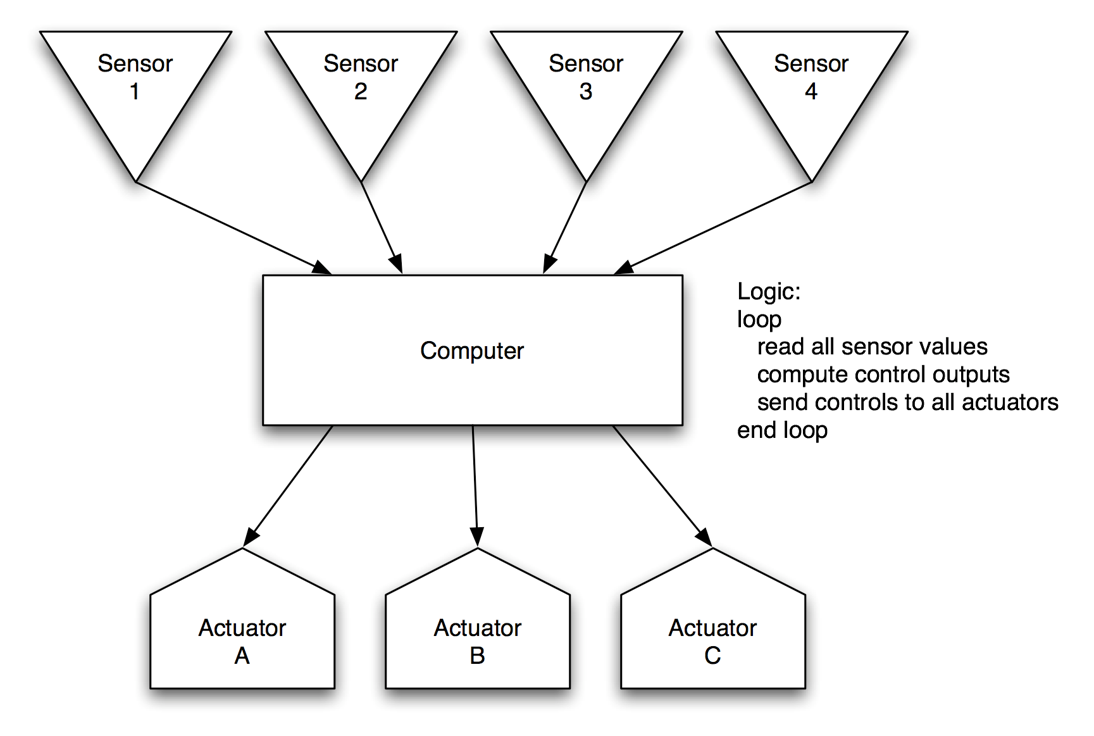 Sensor
1
Sensor
2
Sensor
3
Sensor
4
Computer
Logic:
loop
read all sensor values
compute control outputs
send controls to all actuators
end loop
Actuator
A
Actuator
B
Actuator
C